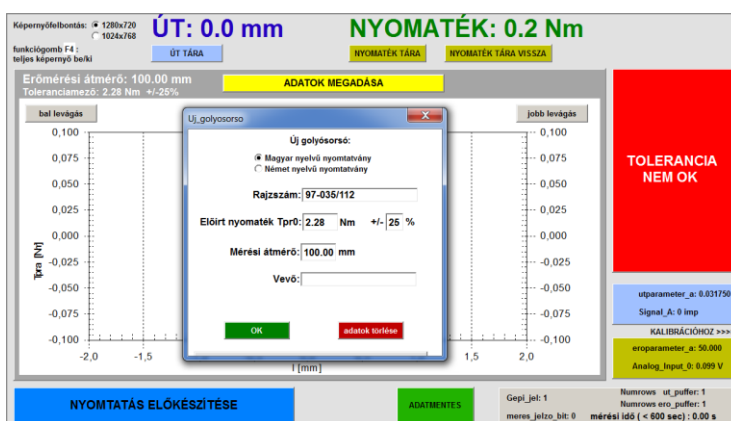 Képernyőfelbontás: 1280x720
1024x768
ÚT: 0.0 mm
NYOMATÉK: 0.2 Nm
funkciógomb F4 :
teljes képernyő be/ki
ÚT TÁRA
NYOMATÉK TÁRA
NYOMATÉK TÁRA VISSZA
Erőmérési átmérő: 100.00 mm
Toleranciamező: 2.28 Nm +/-25%
ADATOK MEGADÁSA
bal levágás
jobb levágás
Uj_golyosorso
Új golyósorsó:
Magyar nyelvű nyomtatvány
Német nyelvű nyomtatvány
Rajzszám: 97-035/112
Előirt nyomaték Tpr0: 2.28 Nm +/- 25 %
Mérési átmérő: 100.00 mm
Vevő:
OK
adatok törlése
0,100
0,075
0,050
0,025
0,000
-0,025
-0,050
-0,075
-0,100
Tpra [Nr]
0,100
0,075
0,050
0,025
0,000
-0,025
-0,050
-0,075
-0,100
-2,0
-1,5
1,5
2,0
l [mm]
TOLERANCIA
NEM OK
utparameter_a: 0.031750
Signal_A: 0 imp
KALIBRÁCIÓHOZ >>>
eroparameter_a: 50.000
Analog_Input_0: 0.099 V
NYOMTATÁS ELŐKÉSZÍTÉSE
ADATMENTES
Gepi_jel: 1
Numrows ut_puffer: 1
Numrows ero_puffer: 1
meres_jelzo_bit: 0
mérési idő ( < 600 sec) : 0.00 s